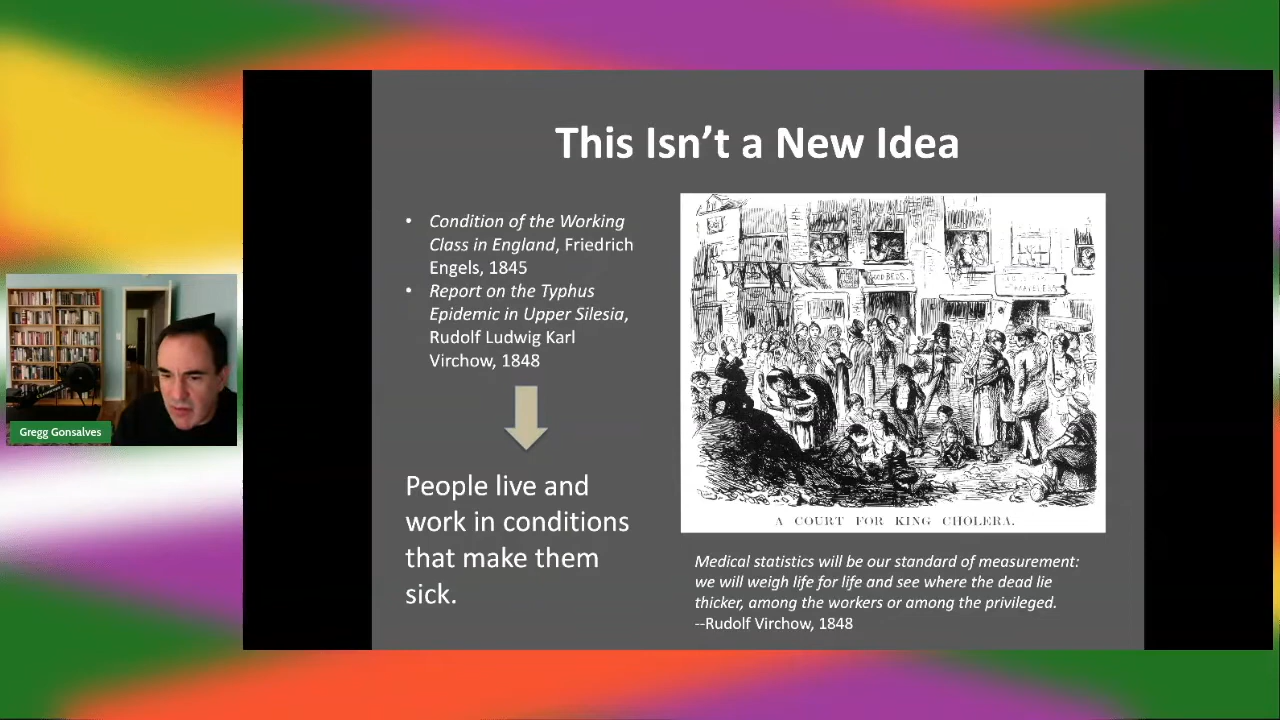 This Isn’t a New Idea
• Condition of the Working
Class in England, Friedrich
Engels, 1845
• Report on the Typhus
Epidemic in Upper Silesia,
Rudolf Ludwig Karl
Virchow, 1848
People live and
work in conditions
that make them
sick.
A COURT FOR KING CHOLERA.
Medical statistics will be our standard of measurement:
we will weigh life for life and see where the dead lie
thicker, among the workers or among the privileged.
--Rudolf Virchow, 1848
Gregg Gonsalves